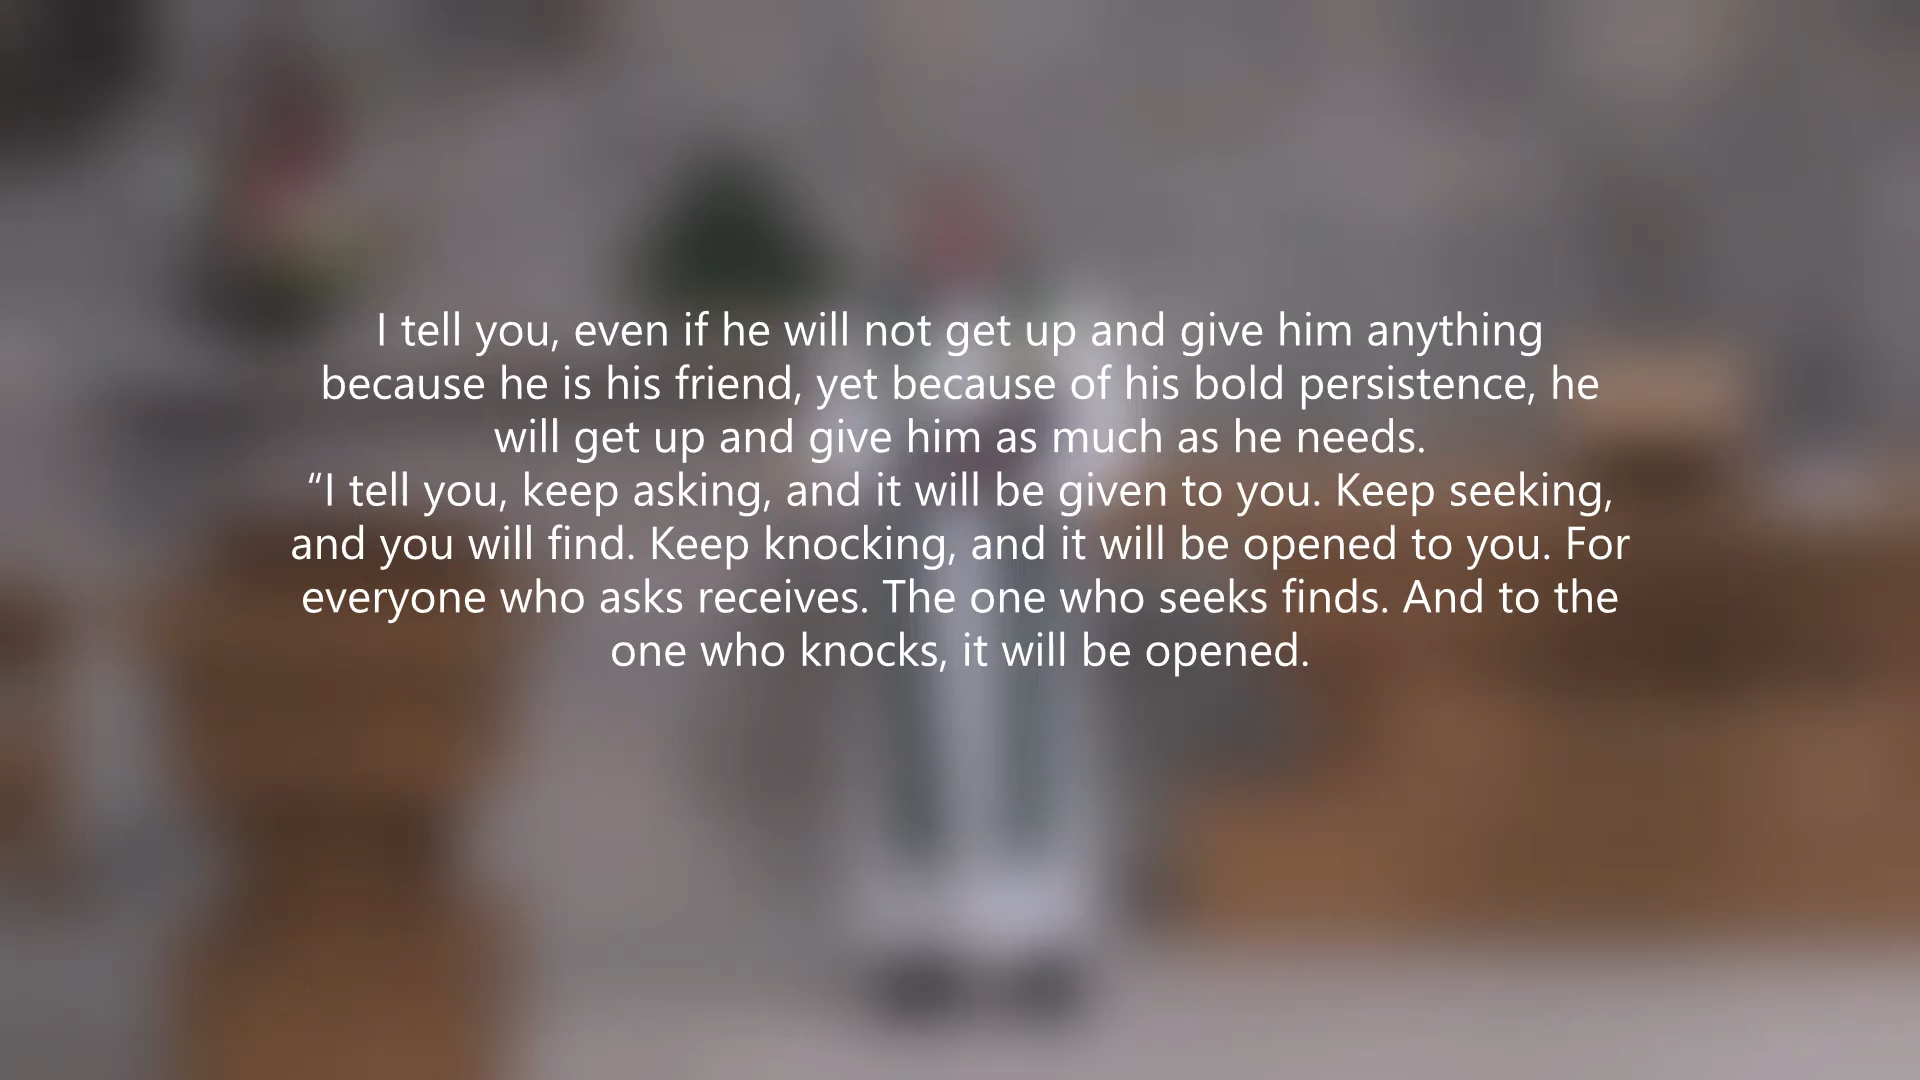 I tell you, even if he will not get up and give him anything
because he is his friend, yet because of his bold persistence, he
will get up and give him as much as he needs.
“I tell you, keep asking, and it will be given to you. Keep seeking,
and you will find. Keep knocking, and it will be opened to you. For
everyone who asks receives. The one who seeks finds. And to the
one who knocks, it will be opened.